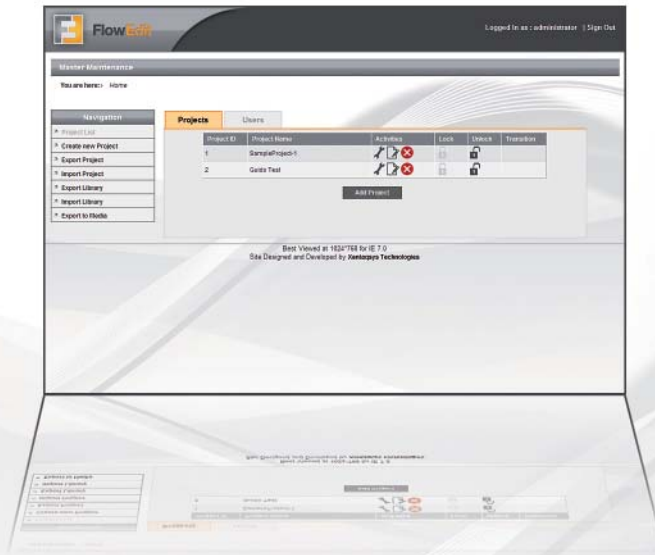 FlowEdit
Logged in as : administrator | Sign Out
Master Maintenance
You are here:> Home
Navigation
Project List
Create new Project
Export Project
Import Project
Export Library
Import Library
Export to Media
Projects Users
Project ID Project Name Activities Lock Unlock Transition
1 SampleProject-1
2 Guido Test
Add Project
Best Viewed at 1024*768 for IE 7.0
Site Designed and Developed by Technologies